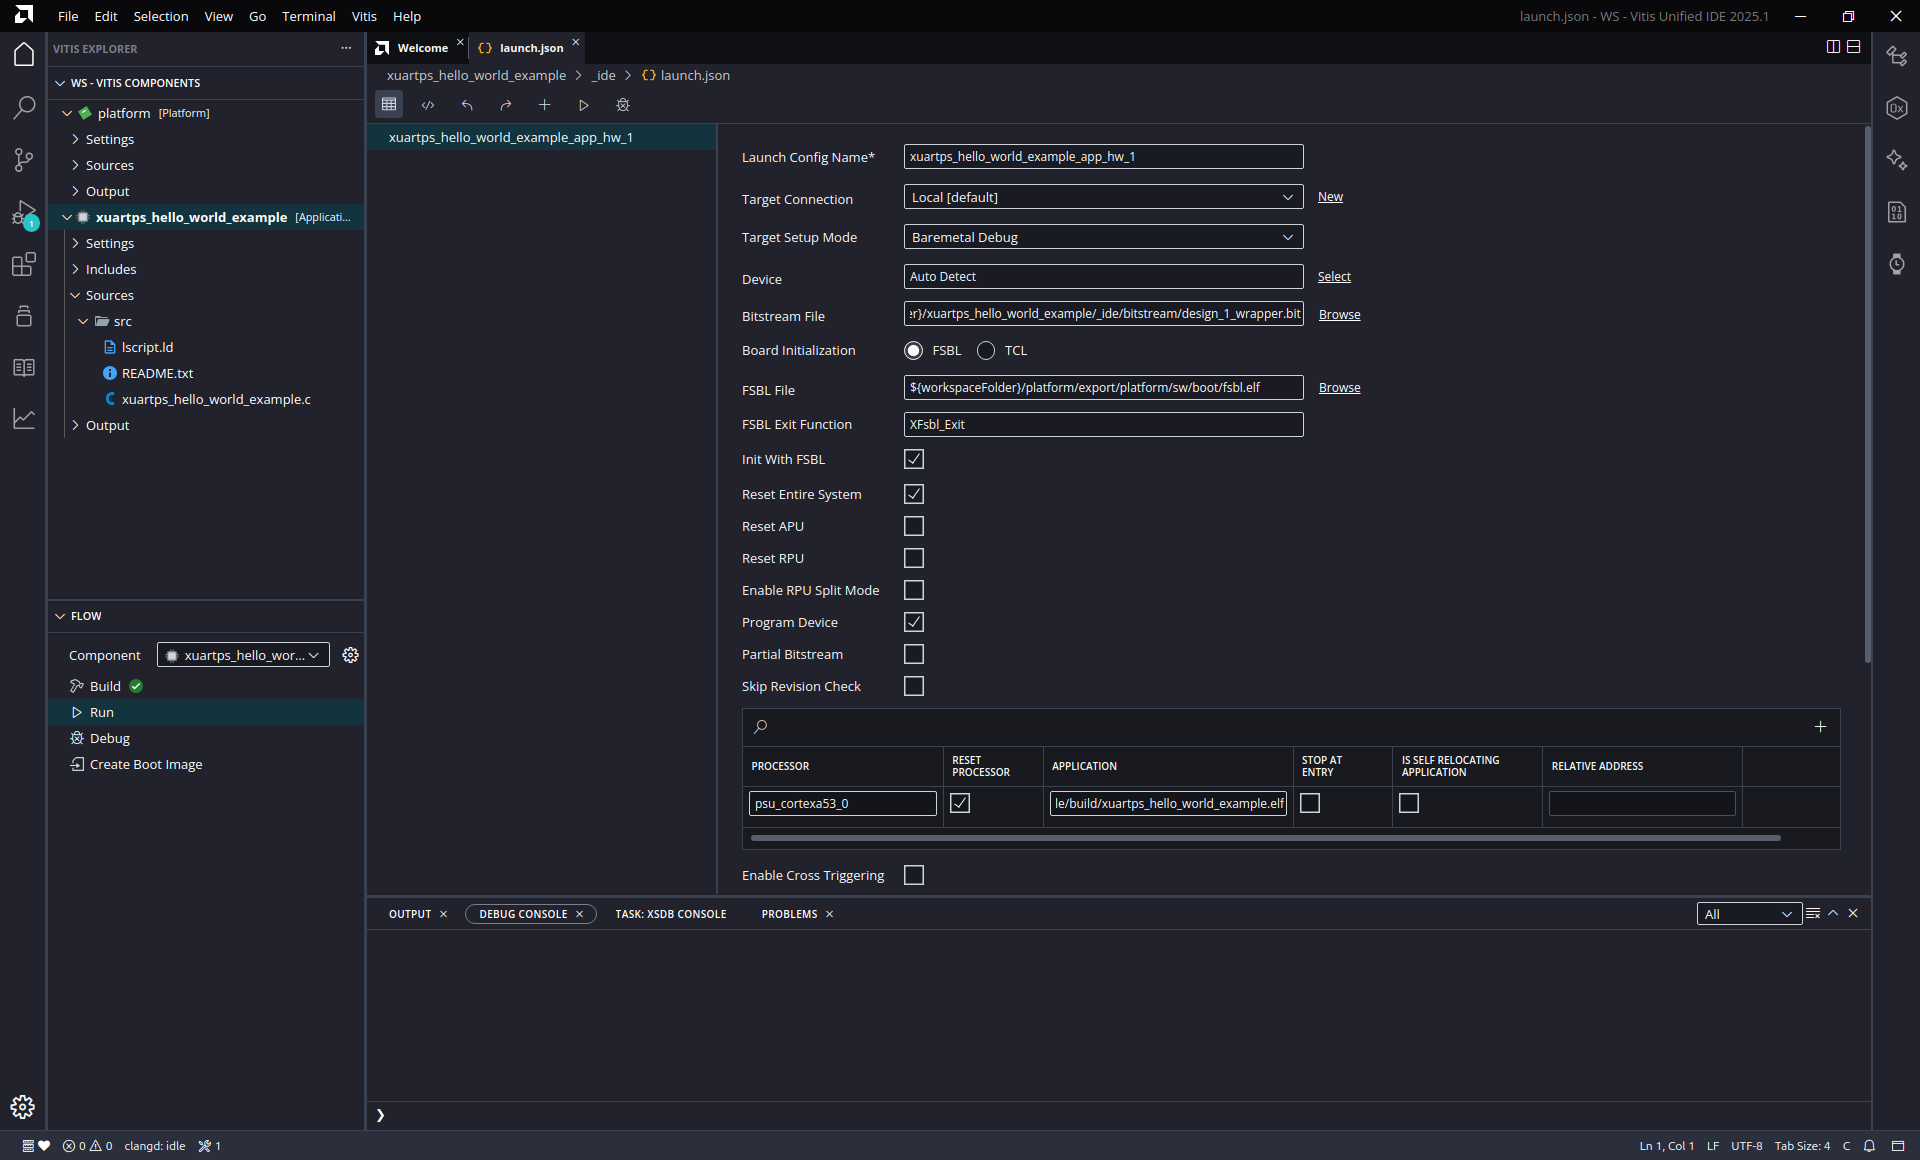 File Edit Selection View Go Terminal Vitis Help
launch.json - WS - Vitis Unified IDE 2025.1
VITIS EXPLORER
WS - VITIS COMPONENTS
platform [Platform]
Settings
Sources
Output
xuartps_hello_world_example [Applicati...
Settings
Includes
Sources
src
lscript.ld
README.txt
xuartps_hello_world_example.c
Output
1
FLOW
Component xuartps_hello_wor...
Build
Run
Debug
Create Boot Image
Welcome
launch.json
xuartps_hello_world_example > _ide > {} launch.json
xuartps_hello_world_example_app_hw_1
Launch Config Name* xuartps_hello_world_example_app_hw_1
Target Connection Local [default] New
Target Setup Mode Baremetal Debug
Device Auto Detect Select
Bitstream File er}/xuartps_hello_world_example/_ide/bitstream/design_1_wrapper.bit Browse
Board Initialization FSBL TCL
FSBL File ${workspaceFolder}/platform/export/platform/sw/boot/fsbl.elf Browse
FSBL Exit Function XFsbl_Exit
Init With FSBL
Reset Entire System
Reset APU
Reset RPU
Enable RPU Split Mode
Program Device
Partial Bitstream
Skip Revision Check
PROCESSOR RESET PROCESSOR APPLICATION STOP AT ENTRY IS SELF RELOCATING APPLICATION RELATIVE ADDRESS
psu_cortexa53_0 le/build/xuartps_hello_world_example.elf
Enable Cross Triggering
OUTPUT DEBUG CONSOLE TASK: XSDB CONSOLE PROBLEMS All
0 0 clangd: idle 1
Ln 1, Col 1 LF UTF-8 Tab Size: 4 C